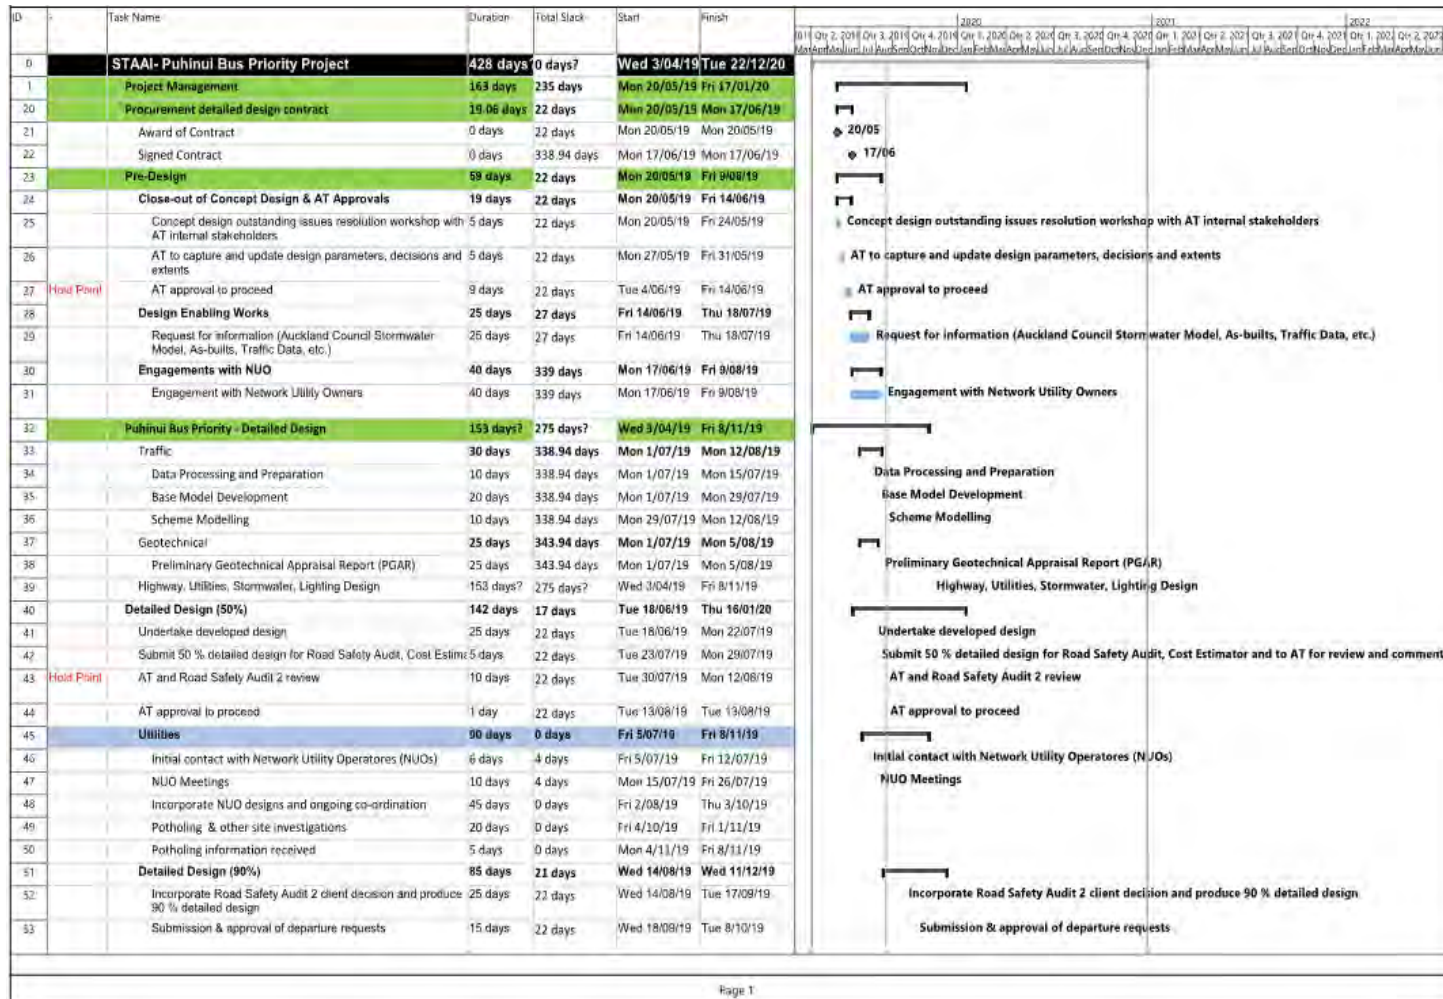 ID - Task Name Duration Total Slack Start Finish
2020 2021 2022
0 STAAI- Puhinui Bus Priority Project 428 days? 0 days? Wed 3/04/19 Tue 22/12/20
1 Project Management 163 days 235 days Mon 20/05/19 Fri 17/01/20
20 Procurement detailed design contract 19.06 days 22 days Mon 20/05/19 Mon 17/06/19
21 Award of Contract 0 days 22 days Mon 20/05/19 Mon 20/05/19 20/05
22 Signed Contract 0 days 338.94 days Mon 17/06/19 Mon 17/06/19 17/06
23 Pre-Design 59 days 22 days Mon 20/05/19 Fri 9/08/19
24 Close-out of Concept Design & AT Approvals 19 days 22 days Mon 20/05/19 Fri 14/06/19
25 Concept design outstanding issues resolution workshop with 5 days 22 days Mon 20/05/19 Fri 24/05/19 Concept design outstanding issues resolution workshop with AT internal stakeholders
AT internal stakeholders
26 AT to capture and update design parameters, decisions and 5 days 22 days Mon 27/05/19 Fri 31/05/19 AT to capture and update design parameters, decisions and extents
extents
27 Hold Point AT approval to proceed 9 days 22 days Tue 4/06/19 Fri 14/06/19 AT approval to proceed
28 Design Enabling Works 25 days 27 days Fri 14/06/19 Thu 18/07/19
29 Request for information (Auckland Council Stormwater 25 days 27 days Fri 14/06/19 Thu 18/07/19 Request for information (Auckland Council Stormwater Model, As-builts, Traffic Data, etc.)
Model, As-builts, Traffic Data, etc.)
30 Engagements with NUO 40 days 339 days Mon 17/06/19 Fri 9/08/19
31 Engagement with Network Utility Owners 40 days 339 days Mon 17/06/19 Fri 9/08/19 Engagement with Network Utility Owners
32 Puhinui Bus Priority - Detailed Design 153 days? 275 days? Wed 3/04/19 Fri 8/11/19
33 Traffic 30 days 338.94 days Mon 1/07/19 Mon 12/08/19
34 Data Processing and Preparation 10 days 338.94 days Mon 1/07/19 Mon 15/07/19 Data Processing and Preparation
35 Base Model Development 20 days 338.94 days Mon 1/07/19 Mon 29/07/19 Base Model Development
36 Scheme Modelling 10 days 338.94 days Mon 29/07/19 Mon 12/08/19 Scheme Modelling
37 Geotechnical 25 days 343.94 days Mon 1/07/19 Mon 5/08/19
38 Preliminary Geotechnical Appraisal Report (PGAR) 25 days 343.94 days Mon 1/07/19 Mon 5/08/19 Preliminary Geotechnical Appraisal Report (PGAR)
39 Highway, Utilities, Stormwater, Lighting Design 153 days? 275 days? Wed 3/04/19 Fri 8/11/19 Highway, Utilities, Stormwater, Lighting Design
40 Detailed Design (50%) 142 days 17 days Tue 18/06/19 Thu 16/01/20
41 Undertake developed design 25 days 22 days Tue 18/06/19 Mon 22/07/19 Undertake developed design
42 Submit 50 % detailed design for Road Safety Audit, Cost Estima 5 days 22 days Tue 23/07/19 Mon 29/07/19 Submit 50 % detailed design for Road Safety Audit, Cost Estimator and to AT for review and comment
43 Hold Point AT and Road Safety Audit 2 review 10 days 22 days Tue 30/07/19 Mon 12/08/19 AT and Road Safety Audit 2 review
44 AT approval to proceed 1 day 22 days Tue 13/08/19 Tue 13/08/19 AT approval to proceed
45 Utilities 90 days 0 days Fri 5/07/19 Fri 8/11/19
46 Initial contact with Network Utility Operatores (NUOs) 6 days 4 days Fri 5/07/19 Fri 12/07/19 Initial contact with Network Utility Operatores (NUOs)
47 NUO Meetings 10 days 4 days Mon 15/07/19 Fri 26/07/19 NUO Meetings
48 Incorporate NUO designs and ongoing co-ordination 45 days 0 days Fri 2/08/19 Thu 3/10/19
49 Potholing & other site investigations 20 days 0 days Fri 4/10/19 Fri 1/11/19
50 Potholing information received 5 days 0 days Mon 4/11/19 Fri 8/11/19
51 Detailed Design (90%) 85 days 21 days Wed 14/08/19 Wed 11/12/19
52 Incorporate Road Safety Audit 2 client decision and produce 25 days 22 days Wed 14/08/19 Tue 17/09/19 Incorporate Road Safety Audit 2 client decision and produce 90 % detailed design
90 % detailed design
53 Submission & approval of departure requests 15 days 22 days Wed 18/09/19 Tue 8/10/19 Submission & approval of departure requests
Page 1